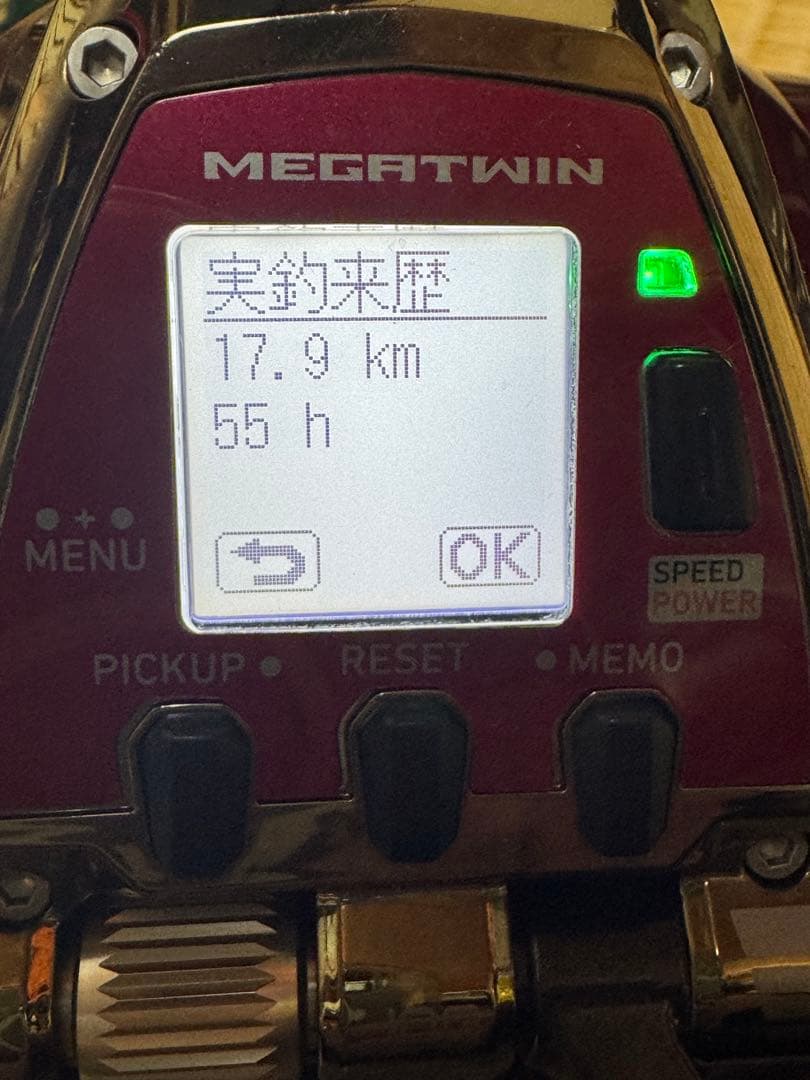 MEGATWIN
実釣来歴
17.9 km
55 h
OK
●+●
MENU
SPEED
POWER
PICKUP ●
RESET
● MEMO